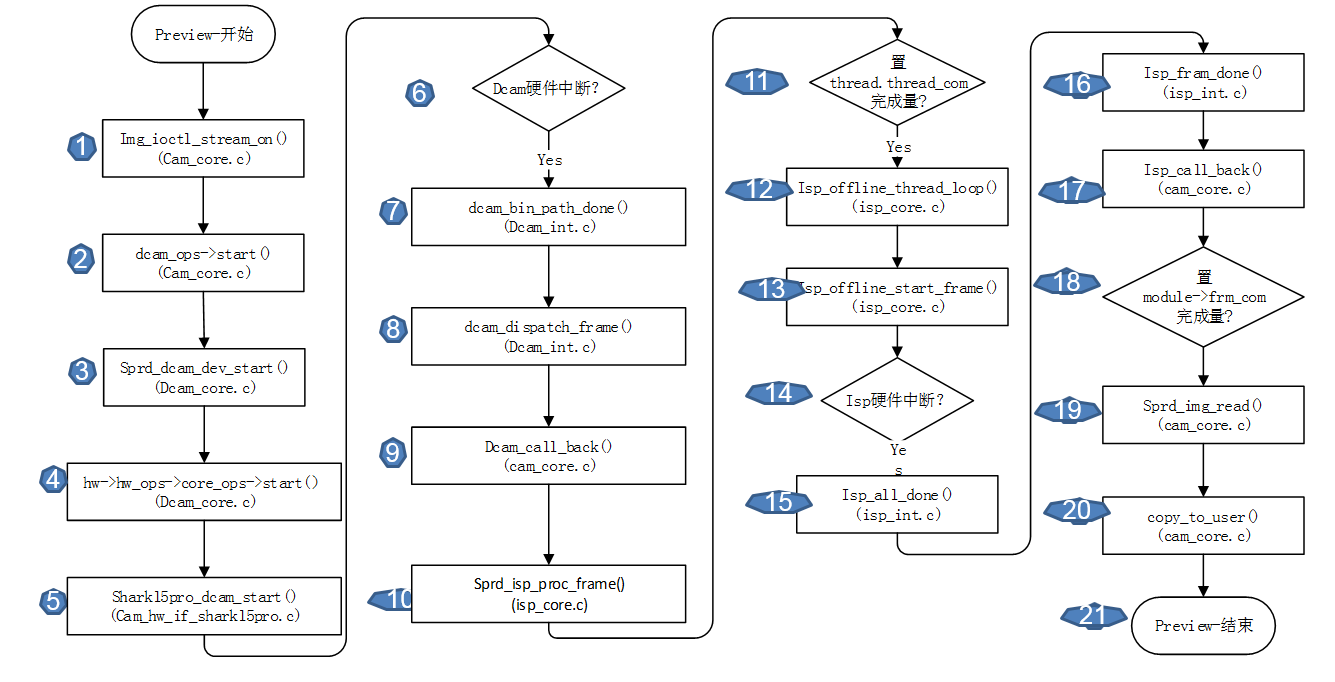 Preview-开始
1
Img_ioctl_stream_on()
(Cam_core.c)
2
dcam_ops->start()
(Cam_core.c)
3
Sprd_dcam_dev_start()
(Dcam_core.c)
4
hw->hw_ops->core_ops->start()
(Dcam_core.c)
5
Sharkl5pro_dcam_start()
(Cam_hw_if_sharkl5pro.c)
6
Dcam硬件中断?
Yes
7
dcam_bin_path_done()
(Dcam_int.c)
8
dcam_dispatch_frame()
(Dcam_int.c)
9
Dcam_call_back()
(cam_core.c)
10
Sprd_isp_proc_frame()
(isp_core.c)
11
置
thread.thread_com
完成量?
Yes
12
Isp_offline_thread_loop()
(isp_core.c)
13
Isp_offline_start_frame()
(isp_core.c)
14
Isp硬件中断?
Ye
s
15
Isp_all_done()
(isp_int.c)
16
Isp_fram_done()
(isp_int.c)
17
Isp_call_back()
(cam_core.c)
18
置
module->frm_com
完成量?
19
Sprd_img_read()
(cam_core.c)
20
copy_to_user()
(cam_core.c)
21
Preview-结束